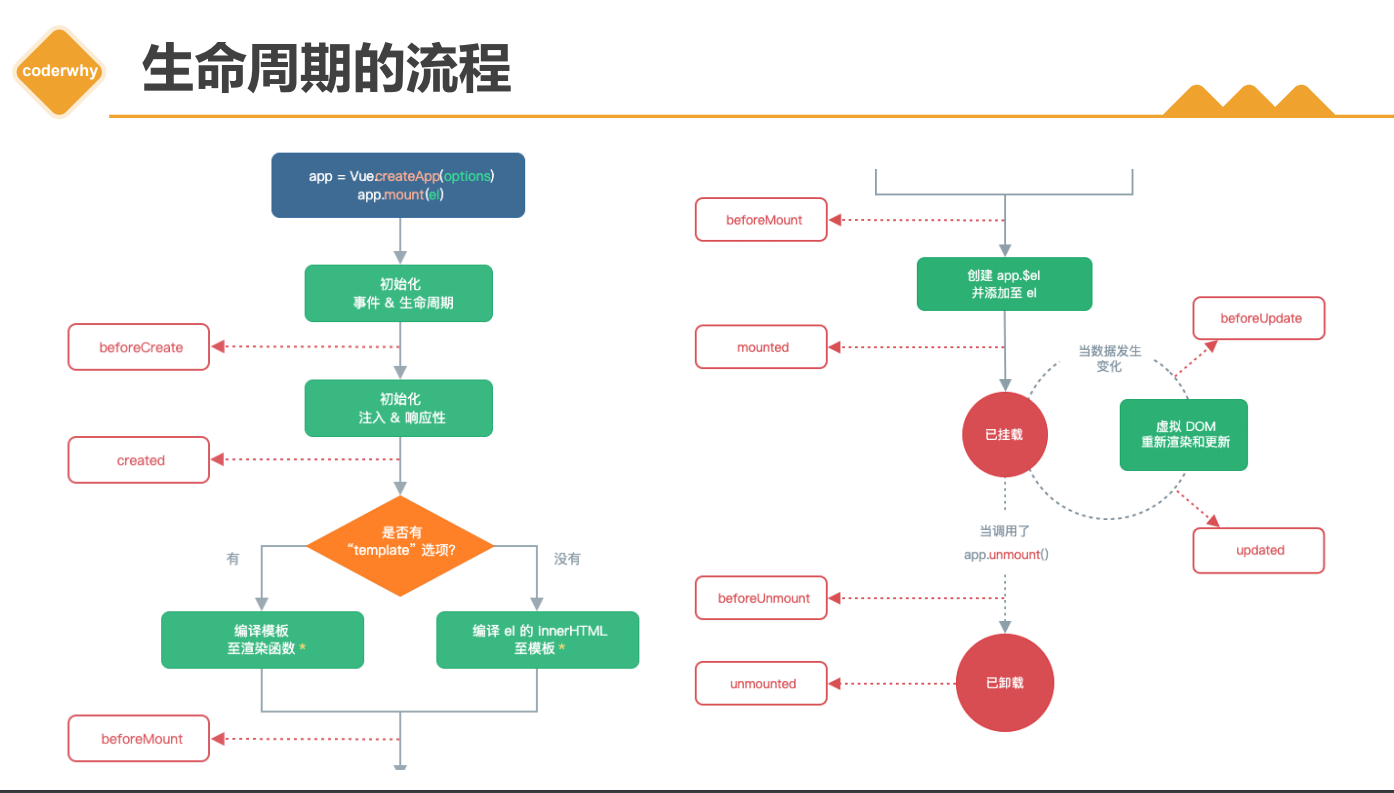 coderwhy
生命周期的流程
app = Vue.createApp(options)
app.mount(el)
初始化
事件 & 生命周期
beforeCreate
初始化
注入 & 响应性
created
是否有
“template” 选项?
有
没有
编译模板
至渲染函数 *
编译 el 的 innerHTML
至模板 *
beforeMount
beforeMount
创建 app.$el
并添加至 el
mounted
已挂载
当数据发生
变化
beforeUpdate
虚拟 DOM
重新渲染和更新
updated
当调用了
app.unmount()
beforeUnmount
unmounted
已卸载